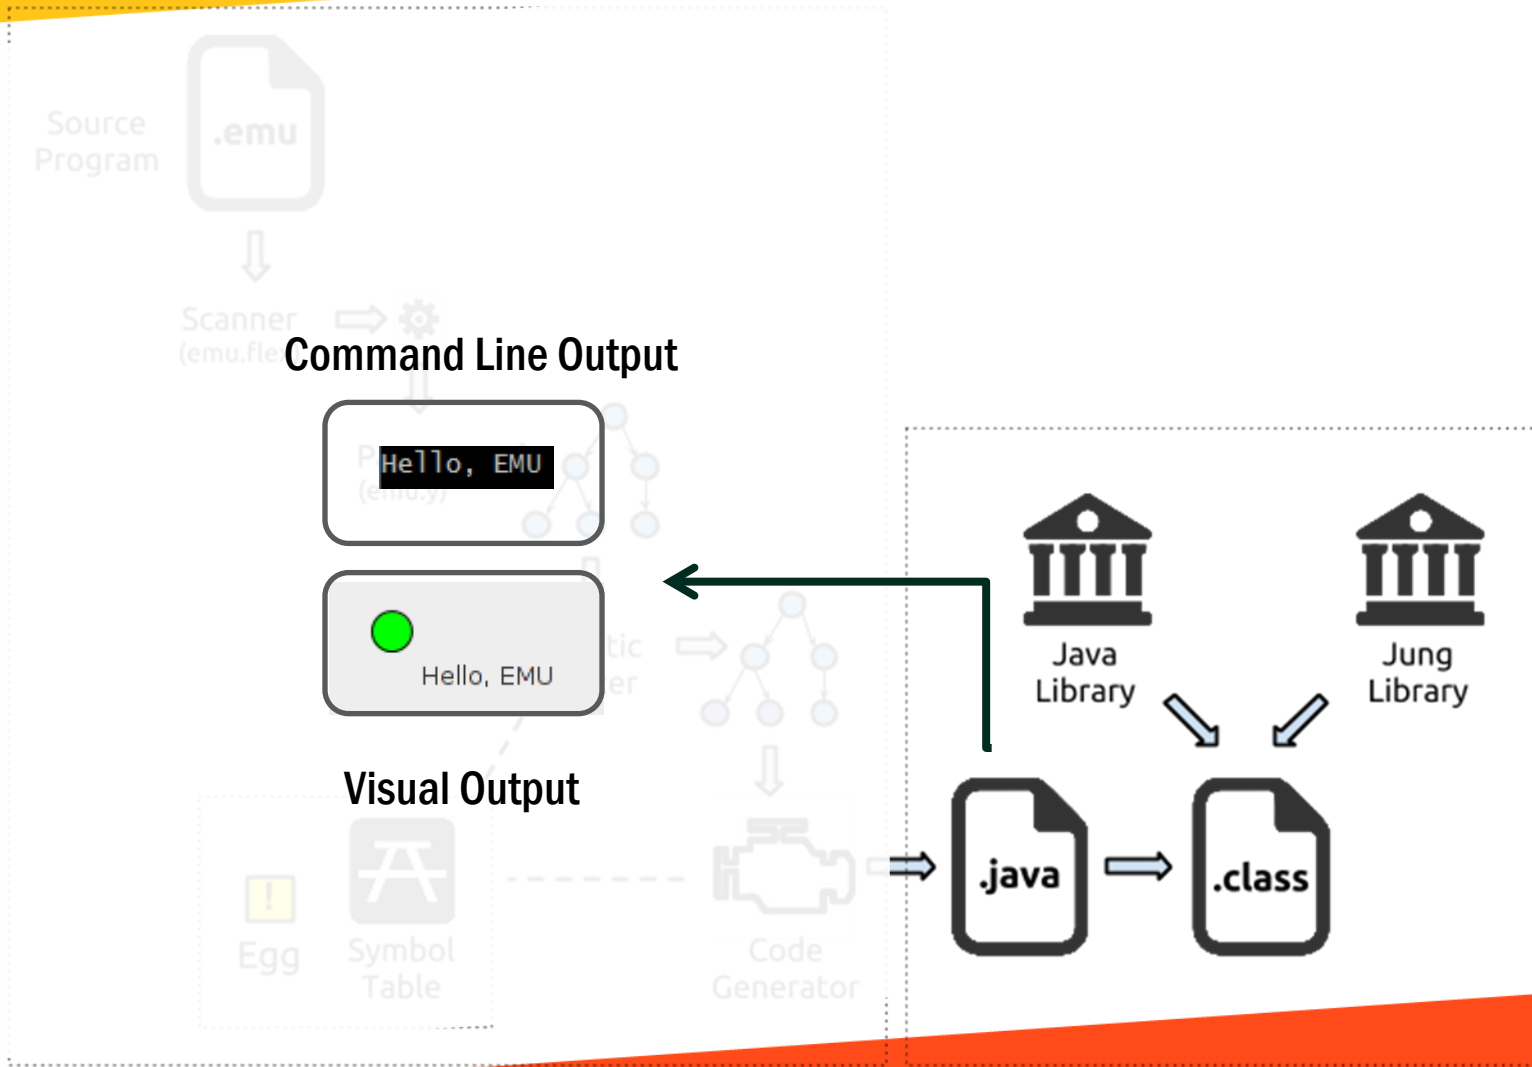 Source
Program
.emu
Scanner
Command Line Output
Hello, EMU
(emu.y)
Hello, EMU
Visual Output
Egg
Symbol
Table
Code
Generator
Java
Library
Jung
Library
.java
.class